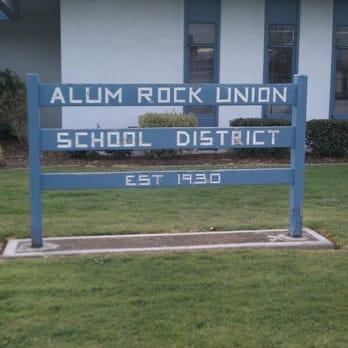 ALUM ROCK UNION
SCHOOL DISTRICT
EST 1930